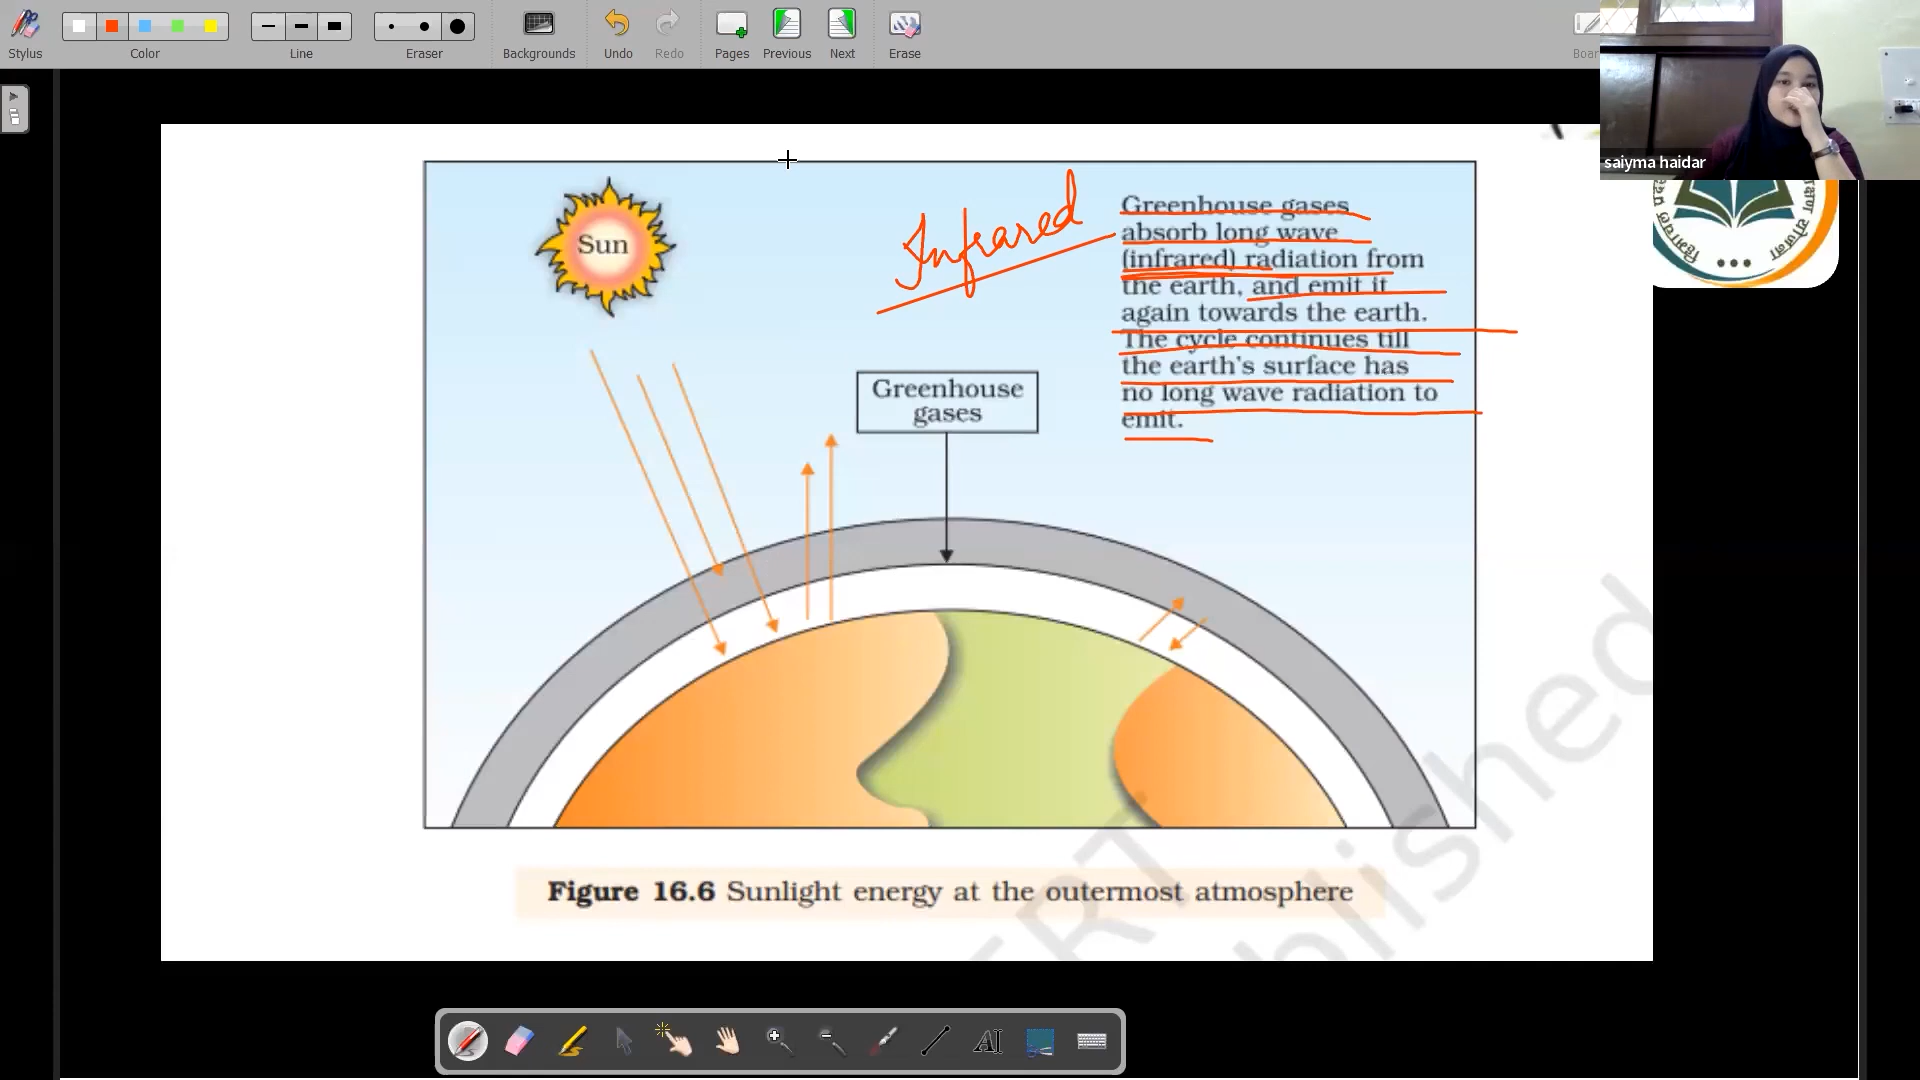 Stylus
Color
Line
Eraser
Backgrounds
Undo
Redo
Pages
Previous
Next
Erase
saiyma haidar
Sun
Infrared
Greenhouse gases
absorb long wave
(infrared) radiation from
the earth, and emit it
again towards the earth.
The cycle continues till
the earth's surface has
no long wave radiation to
emit.
Greenhouse
gases
Figure 16.6 Sunlight energy at the outermost atmosphere